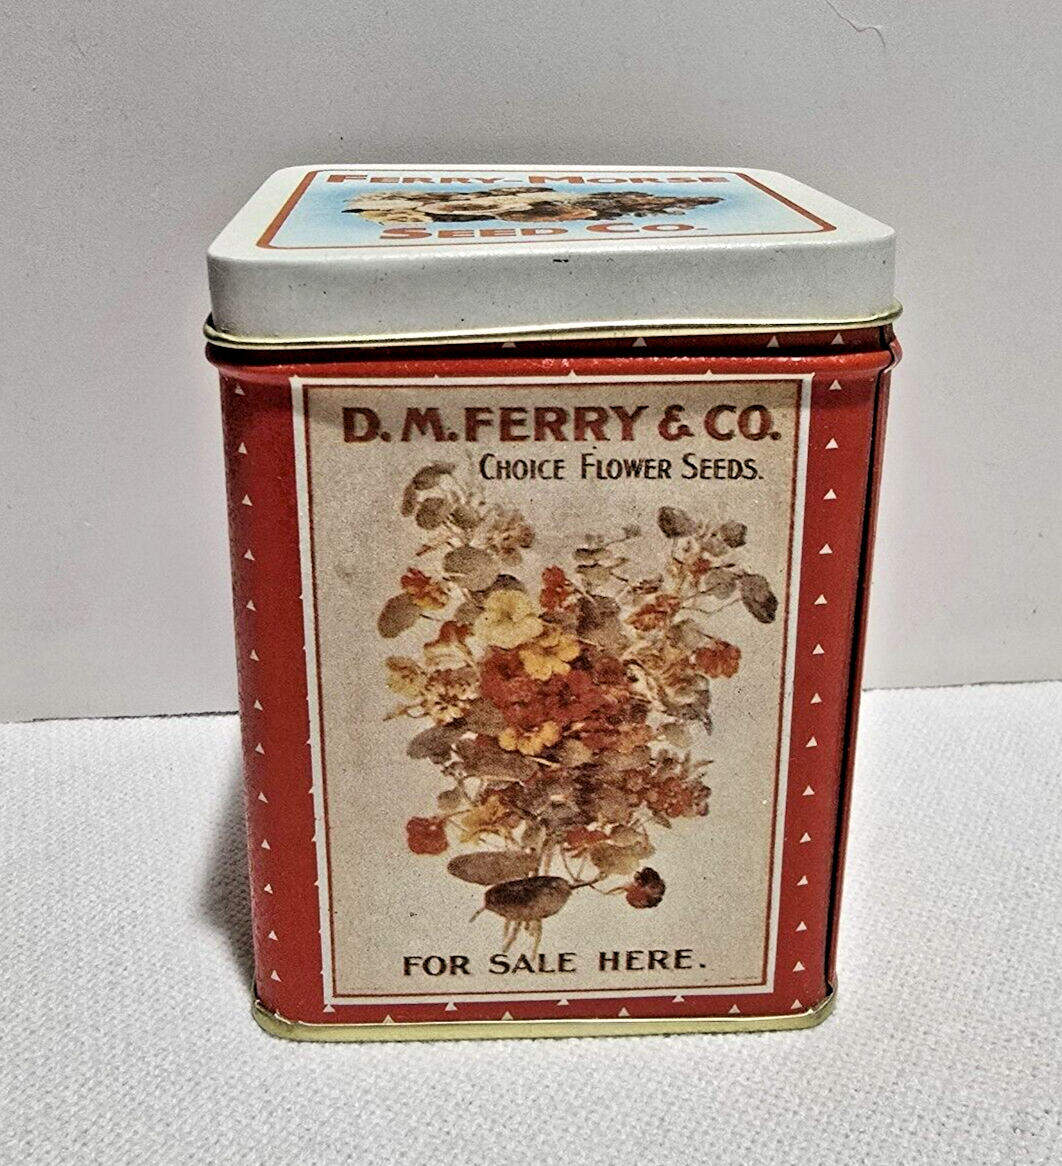 FERRY-MORSE
SEED CO.
D. M. FERRY & CO.
CHOICE FLOWER SEEDS.
FOR SALE HERE.